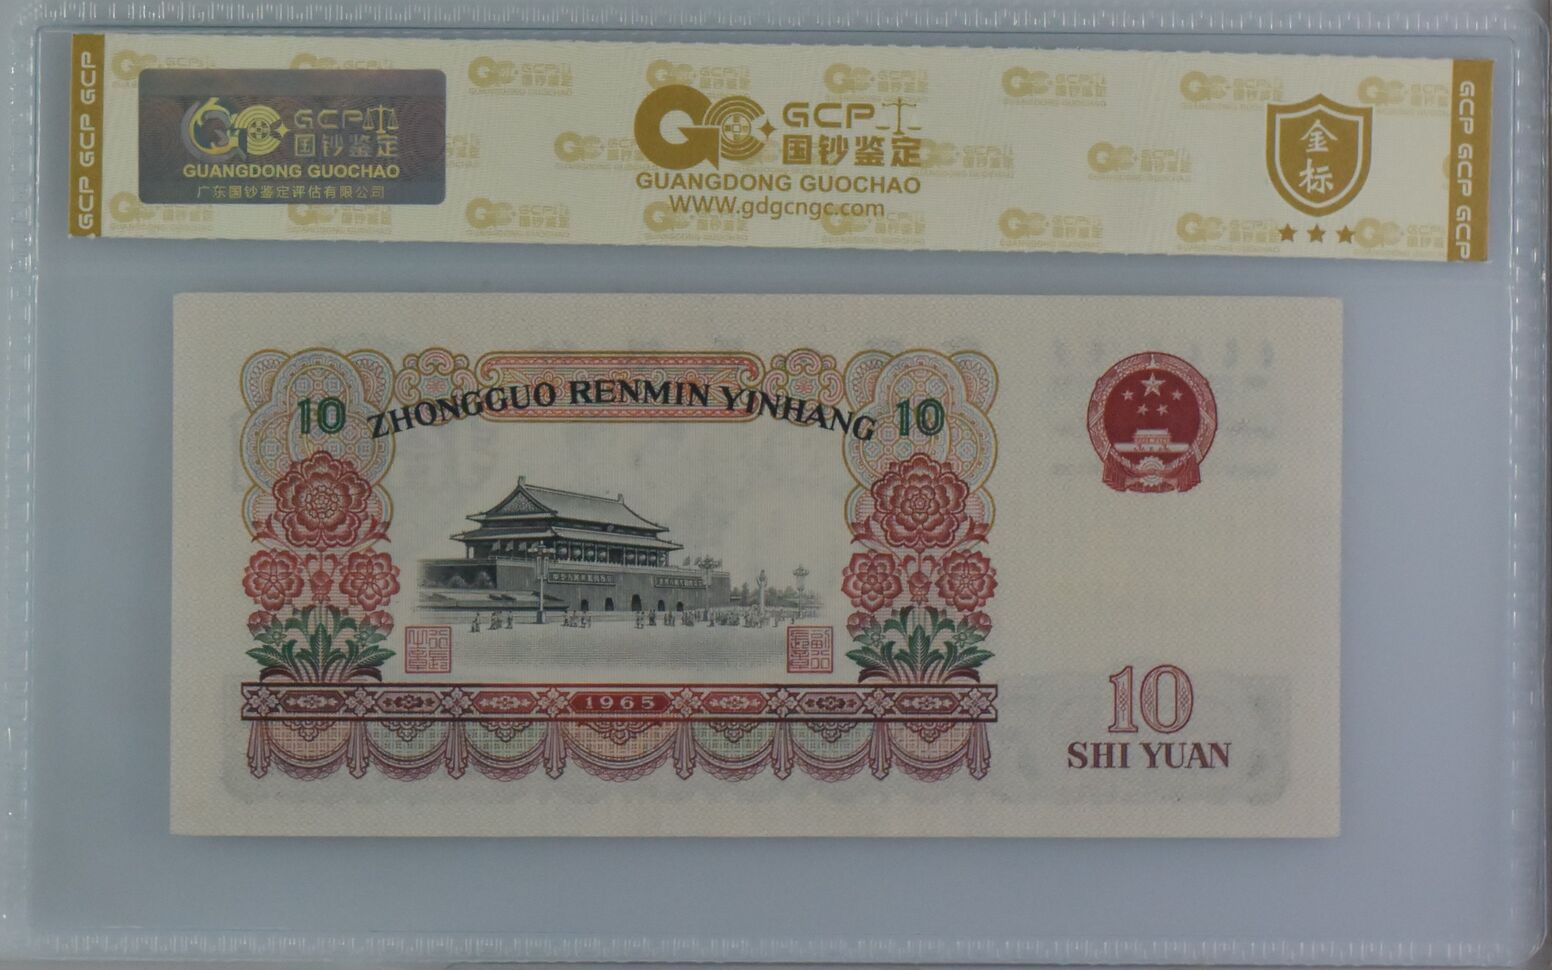 GCP GCP GCP
GCP
国钞鉴定
GUANGDONG GUOCHAO
广东国钞鉴定评估有限公司
GCP
国钞鉴定
GUANGDONG GUOCHAO
WWW.gdgcngc.com
金
标
GCP GCP GCP
10 ZHONGGUO RENMIN YINHANG 10
1965
10
SHI YUAN